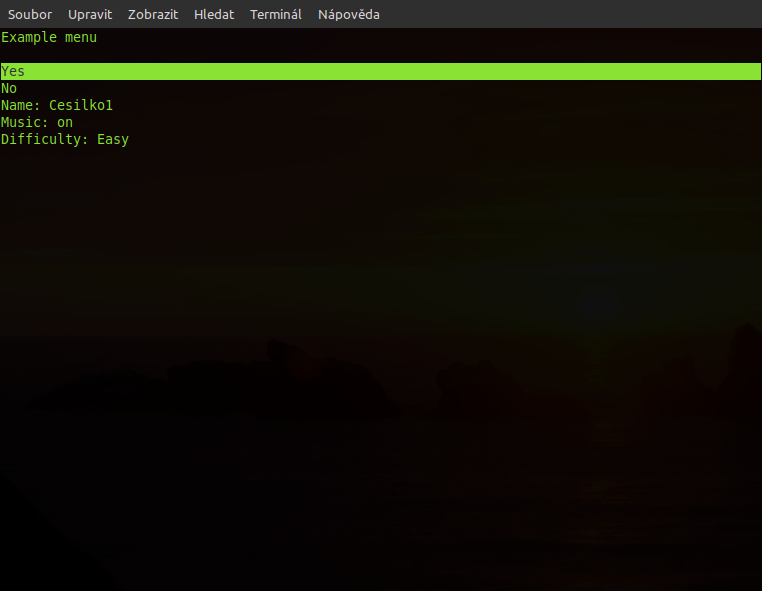 Soubor Upravit Zobrazit Hledat Terminál Nápověda
Example menu
Yes
No
Name: Cesilko1
Music: on
Difficulty: Easy